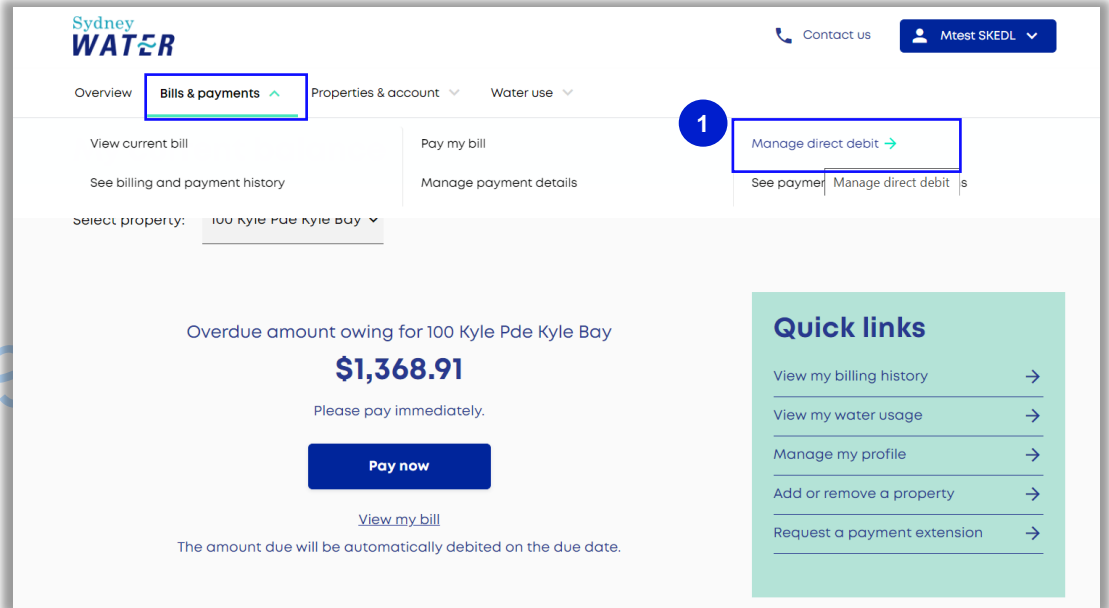 Sydney
WATER
Contact us
Mtest SKEDL
Overview
Bills & payments
Properties & account
Water use
1
View current bill
Pay my bill
Manage direct debit
See billing and payment history
Manage payment details
See paymen
Manage direct debit
s
Select property:
100 Kyle Pde Kyle Bay
Overdue amount owing for 100 Kyle Pde Kyle Bay
$1,368.91
Please pay immediately.
Pay now
View my bill
The amount due will be automatically debited on the due date.
Quick links
View my billing history
View my water usage
Manage my profile
Add or remove a property
Request a payment extension